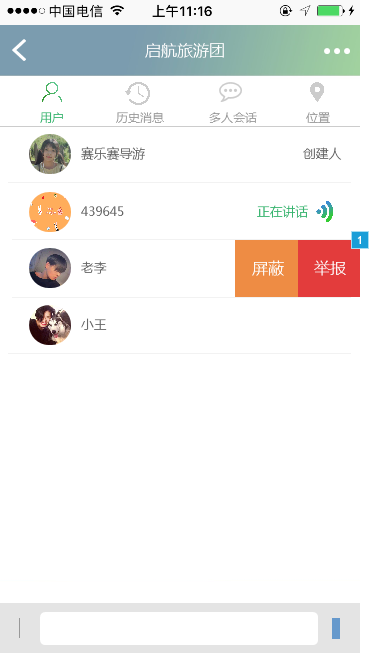 中国电信 上午11:16
启航旅游团
用户 历史消息 多人会话 位置
赛乐赛导游 创建人
439645 正在讲话
1
老李 屏蔽 举报
小王